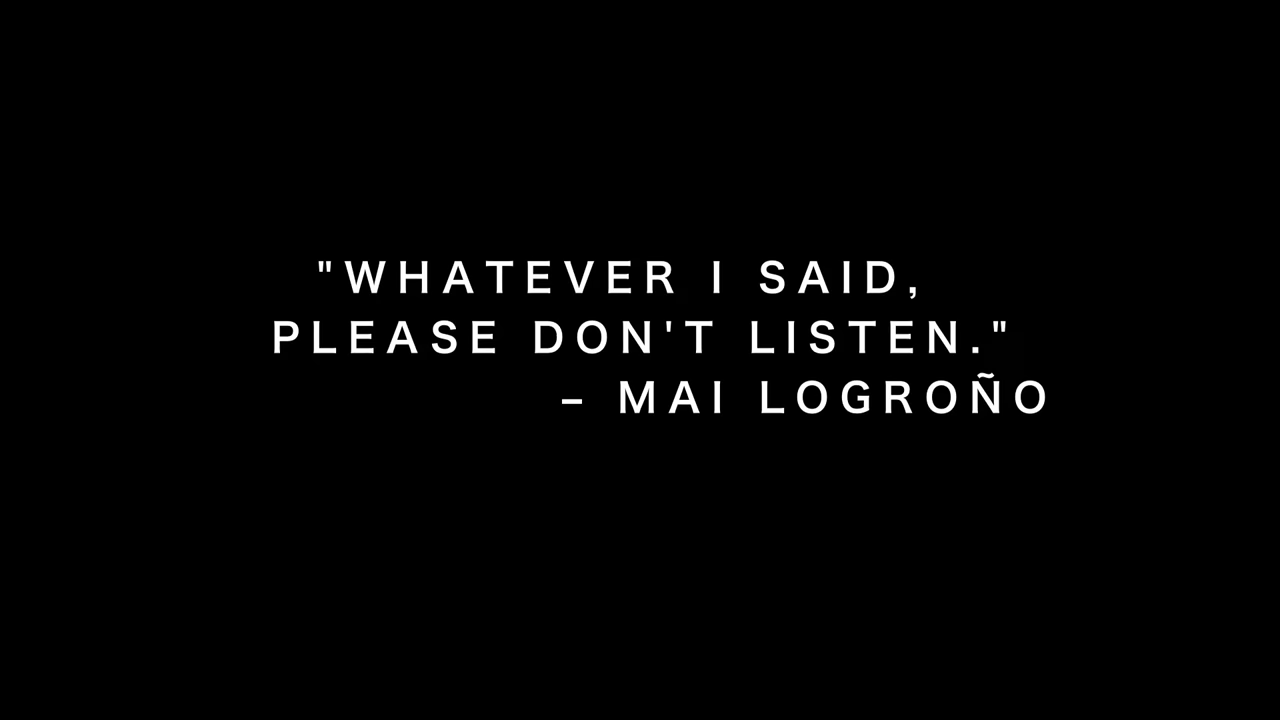 "WHATEVER I SAID,
PLEASE DON'T LISTEN."
– MAI LOGROÑO